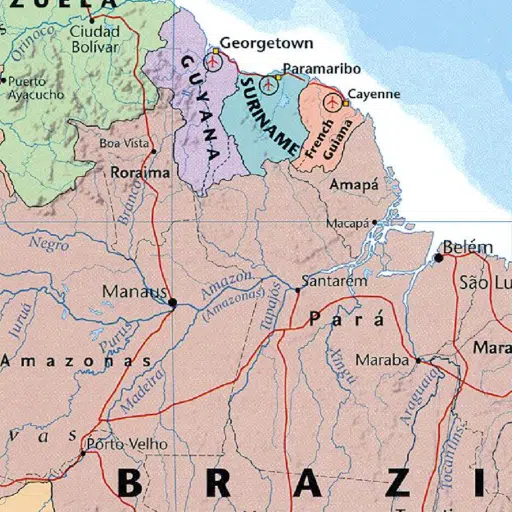 ZUELA
Orinoco
Ciudad
Bolívar
Georgetown
Puerto
Ayacucho
Paramaribo
Cayenne
GUYANA
SURINAME
French
Guiana
Boa Vista
Roraima
Branco
Amapá
Macapá
Negro
Belém
Manaus
Amazon
(Amazonas)
Santarém
São Lu
Tapajós
Pará
Juruá
Purus
Amazonas
Madeira
Xingú
Maraba
Mara
Araguaia
Tocantins
vas
Porto Velho
BRAZI